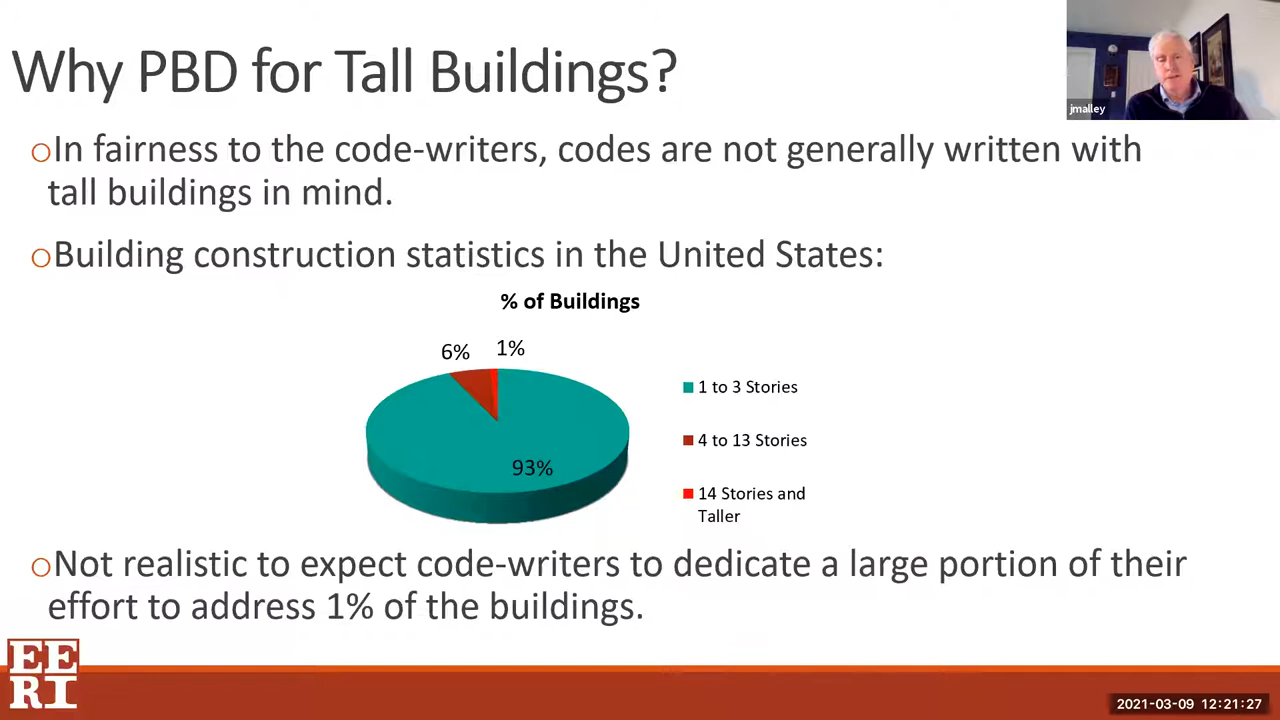 Why PBD for Tall Buildings?
jmalley
oIn fairness to the code-writers, codes are not generally written with
tall buildings in mind.
oBuilding construction statistics in the United States:
% of Buildings
6%
1%
93%
1 to 3 Stories
4 to 13 Stories
14 Stories and
Taller
oNot realistic to expect code-writers to dedicate a large portion of their
effort to address 1% of the buildings.
EE
RI
2021-03-09 12:21:27